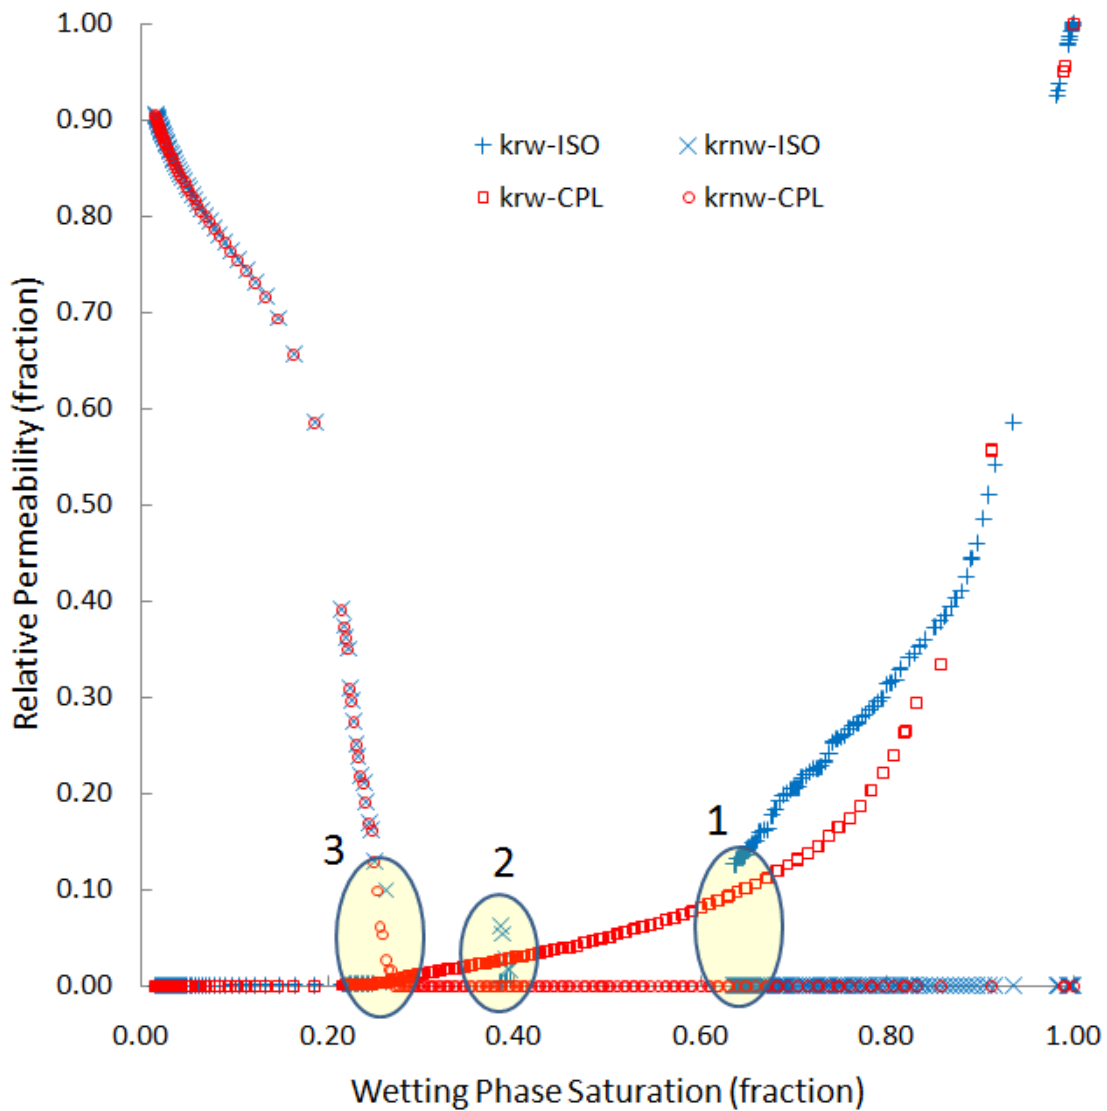 1.00
0.90
0.80
0.70
0.60
0.50
0.40
0.30
0.20
0.10
0.00
Relative Permeability (fraction)
krw-ISO krnw-ISO
krw-CPL krnw-CPL
3
2
1
0.00 0.20 0.40 0.60 0.80 1.00
Wetting Phase Saturation (fraction)